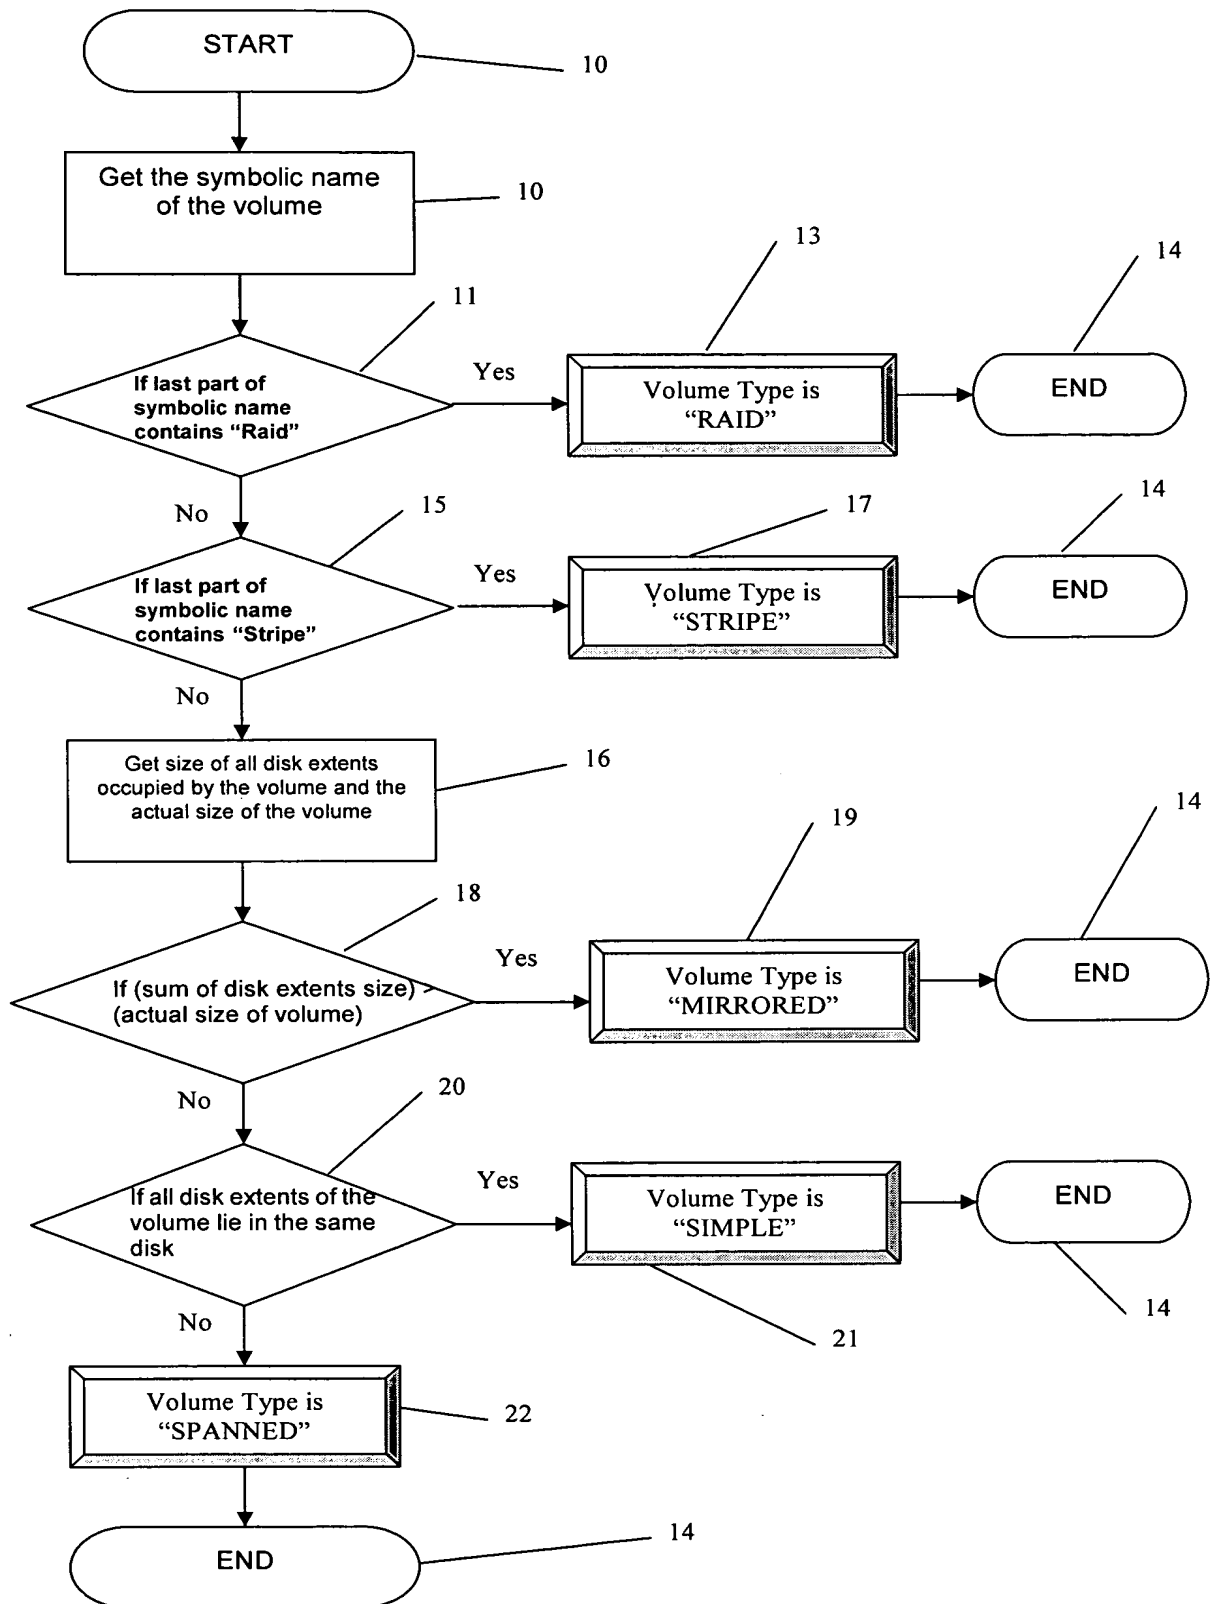 START
10
Get the symbolic name
of the volume
10
11
If last part of
symbolic name
contains "Raid"
Yes
13
Volume Type is
“RAID”
14
END
No
15
If last part of
symbolic name
contains "Stripe"
Yes
17
Volume Type is
“STRIPE”
14
END
No
Get size of all disk extents
occupied by the volume and the
actual size of the volume
16
18
If (sum of disk extents size)
(actual size of volume)
Yes
19
Volume Type is
“MIRRORED”
14
END
No
20
If all disk extents of the
volume lie in the same
disk
Yes
Volume Type is
“SIMPLE”
21
END
14
No
Volume Type is
“SPANNED”
22
END
14